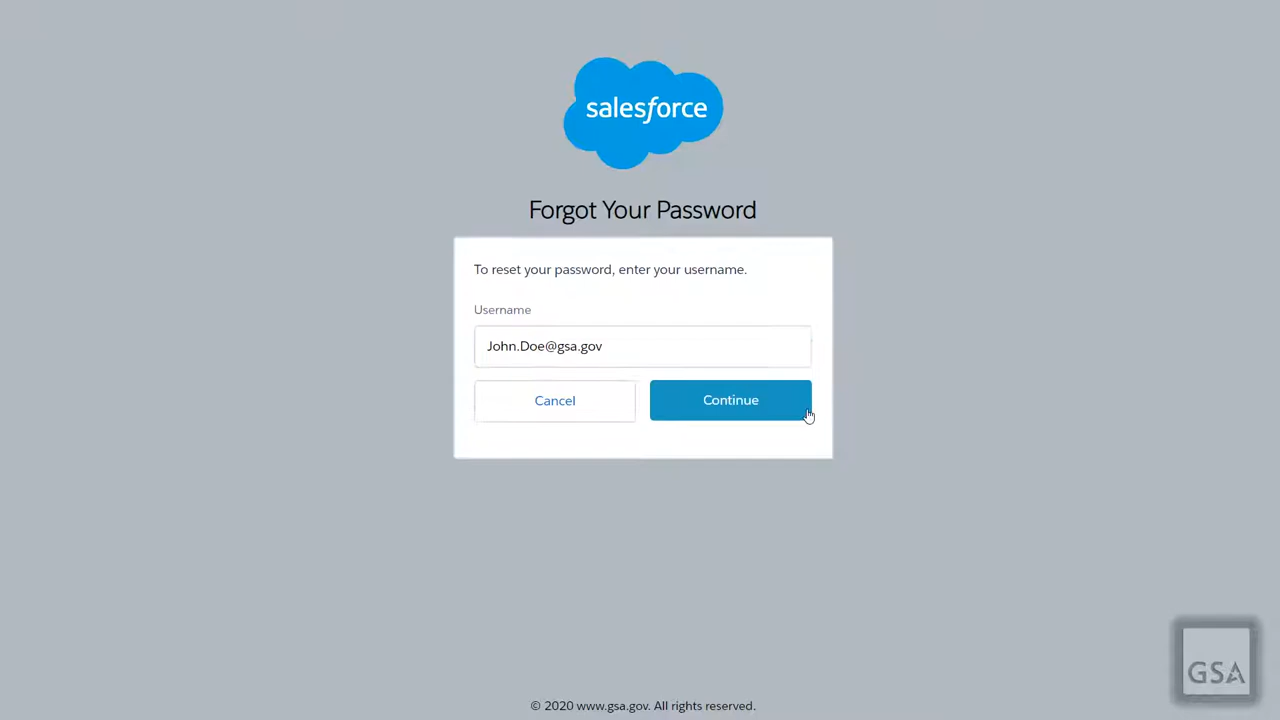 salesforce
Forgot Your Password
To reset your password, enter your username.
Username
John.Doe@gsa.gov
Cancel
Continue
GSA
© 2020 www.gsa.gov. All rights reserved.